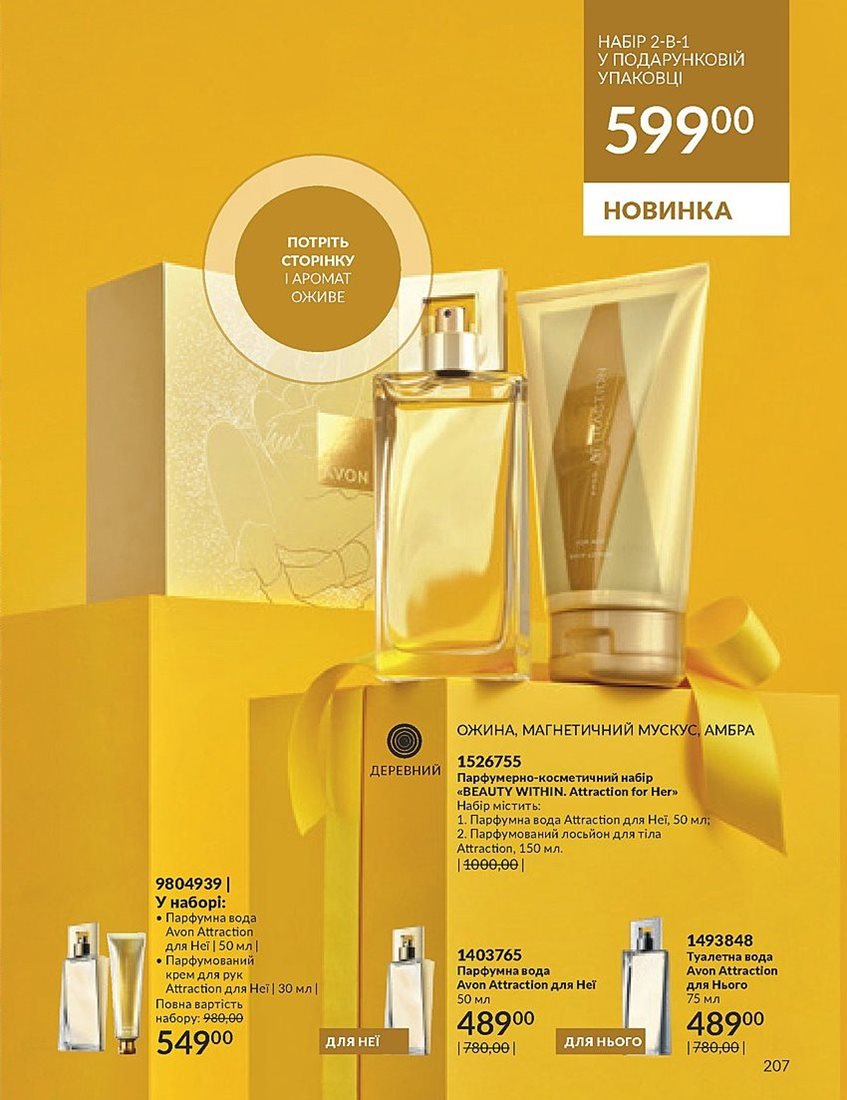 НАБІР 2-В-1
У ПОДАРУНКОВІЙ
УПАКОВЦІ
599⁰⁰
НОВИНКА
ПОТРІТЬ
СТОРІНКУ
І АРОМАТ
ОЖИВЕ
AVON
ATTRACTION
ДЕРЕВНИЙ
ОЖИНА, МАГНЕТИЧНИЙ МУСКУС, АМБРА
1526755
Парфумерно-косметичний набір
«BEAUTY WITHIN. Attraction for Her»
Набір містить:
1. Парфумна вода Attraction для Неї, 50 мл;
2. Парфумований лосьйон для тіла
Attraction, 150 мл.
| 1000,00 |
9804939 |
У наборі:
• Парфумна вода
Avon Attraction
для Неї | 50 мл |
• Парфумований
крем для рук
Attraction для Неї | 30 мл |
Повна вартість
набору: 980,00
549⁰⁰
ДЛЯ НЕЇ
1403765
Парфумна вода
Avon Attraction для Неї
50 мл
489⁰⁰
| 780,00 |
ДЛЯ НЬОГО
1493848
Туалетна вода
Avon Attraction
для Нього
75 мл
489⁰⁰
| 780,00 |
207